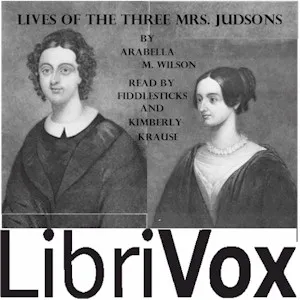 LIVES OF THE THREE MRS. JUDSONS
BY
ARABELLA
M. WILSON
READ BY
FIDDLESTICKS
AND
KIMBERLY
KRAUSE
LibriVox